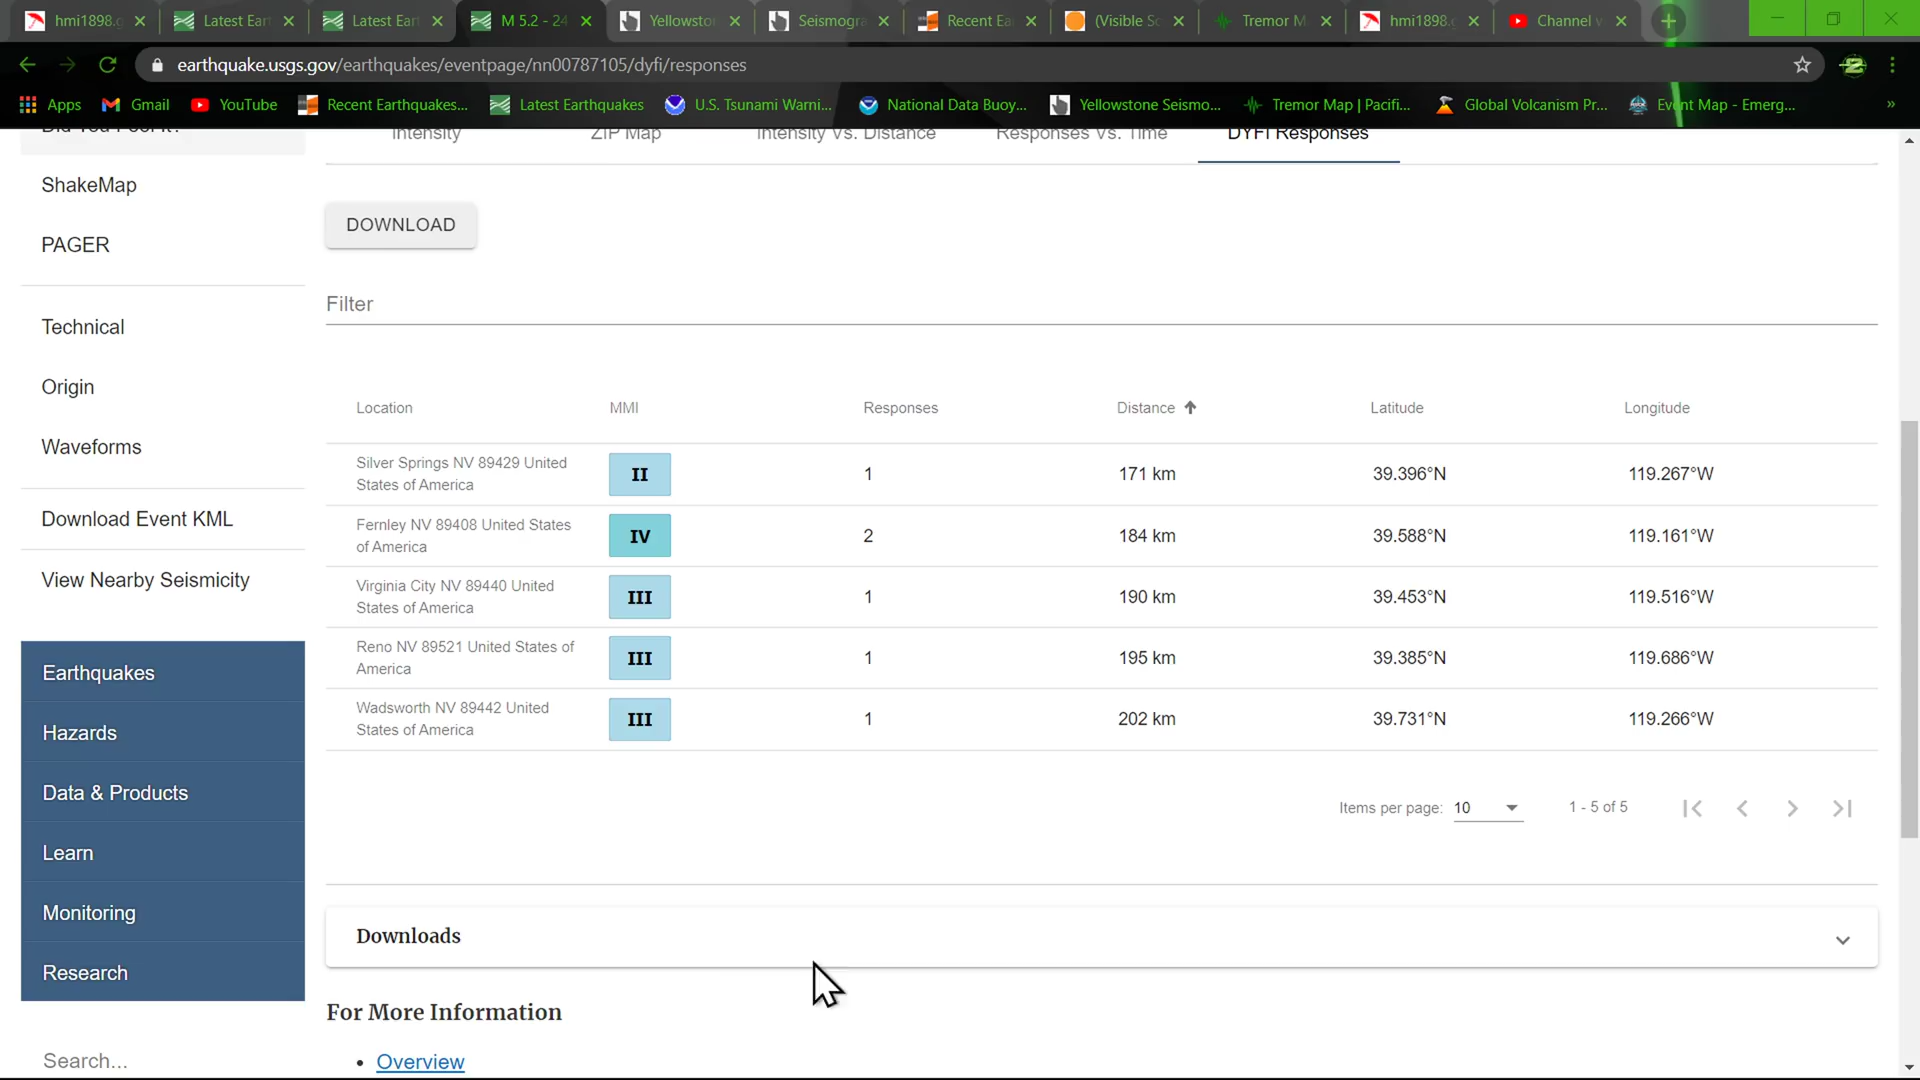 hmi1898.g
Latest Eart
Latest Eart
M 5.2 - 24
Yellowsto
Seismogra
Recent Ea
(Visible So
Tremor M
hmi1898.g
Channel v
earthquake.usgs.gov/earthquakes/eventpage/nn00787105/dyfi/responses
Apps
Gmail
YouTube
Recent Earthquakes...
Latest Earthquakes
U.S. Tsunami Warni...
National Data Buoy...
Yellowstone Seismo...
Tremor Map | Pacifi...
Global Volcanism Pr...
Event Map - Emerg...
»
Did You Feel It?
Intensity
ZIP Map
Intensity Vs. Distance
Responses Vs. Time
DYFI Responses
ShakeMap
PAGER
Technical
Origin
Waveforms
Download Event KML
View Nearby Seismicity
Earthquakes
Hazards
Data & Products
Learn
Monitoring
Research
Search...
DOWNLOAD
Filter
Location MMI Responses Distance Latitude Longitude
Silver Springs NV 89429 United
States of America
II 1 171 km 39.396°N 119.267°W
Fernley NV 89408 United States
of America
IV 2 184 km 39.588°N 119.161°W
Virginia City NV 89440 United
States of America
III 1 190 km 39.453°N 119.516°W
Reno NV 89521 United States of
America
III 1 195 km 39.385°N 119.686°W
Wadsworth NV 89442 United
States of America
III 1 202 km 39.731°N 119.266°W
Items per page: 10 1 - 5 of 5
Downloads
For More Information
• Overview